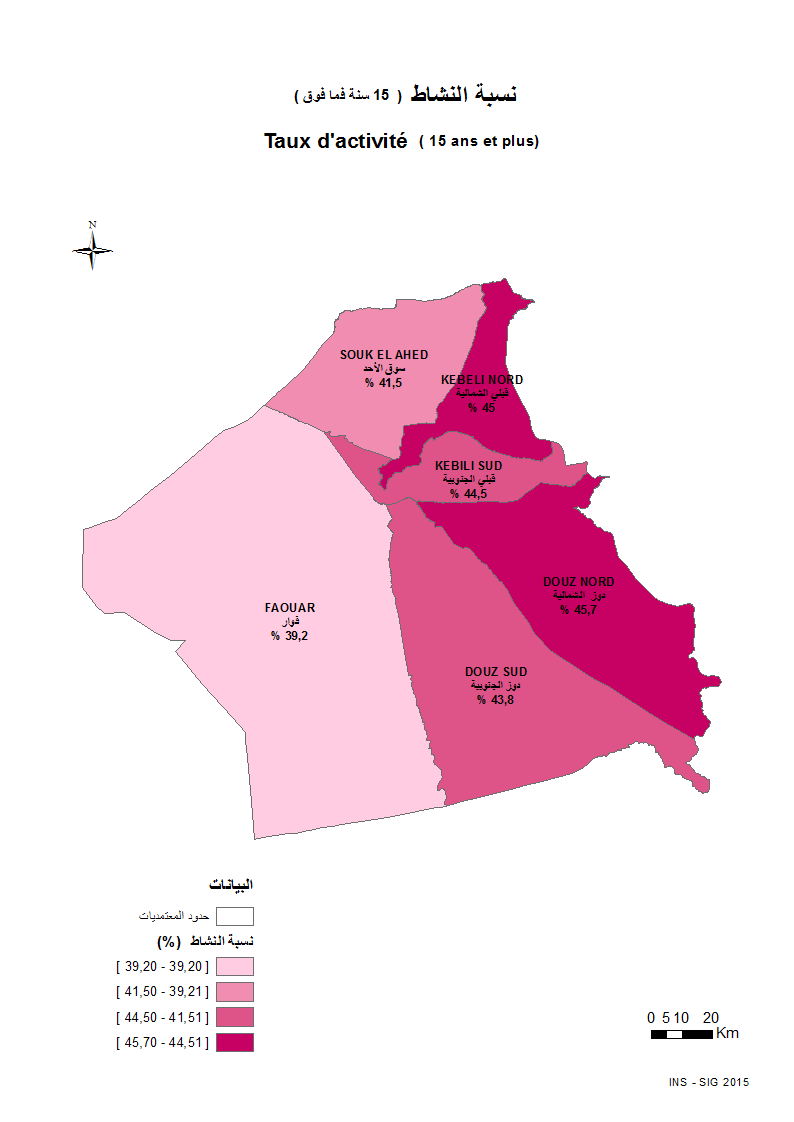 نسبة النشاط ( 15 سنة فما فوق )
Taux d'activité ( 15 ans et plus)
N
SOUK EL AHED
سوق الأحد
% 41,5
KEBELI NORD
قبلي الشمالية
% 45
KEBILI SUD
قبلي الجنوبية
% 44,5
DOUZ NORD
دوز الشمالية
% 45,7
FAOUAR
فوار
% 39,2
DOUZ SUD
دوز الجنوبية
% 43,8
البيانات
حدود المعتمديات
نسبة النشاط (%)
[ 39,20 - 39,20 ]
[ 41,50 - 39,21 ]
[ 44,50 - 41,51 ]
[ 45,70 - 44,51 ]
0 5 10 20
Km
INS - SIG 2015